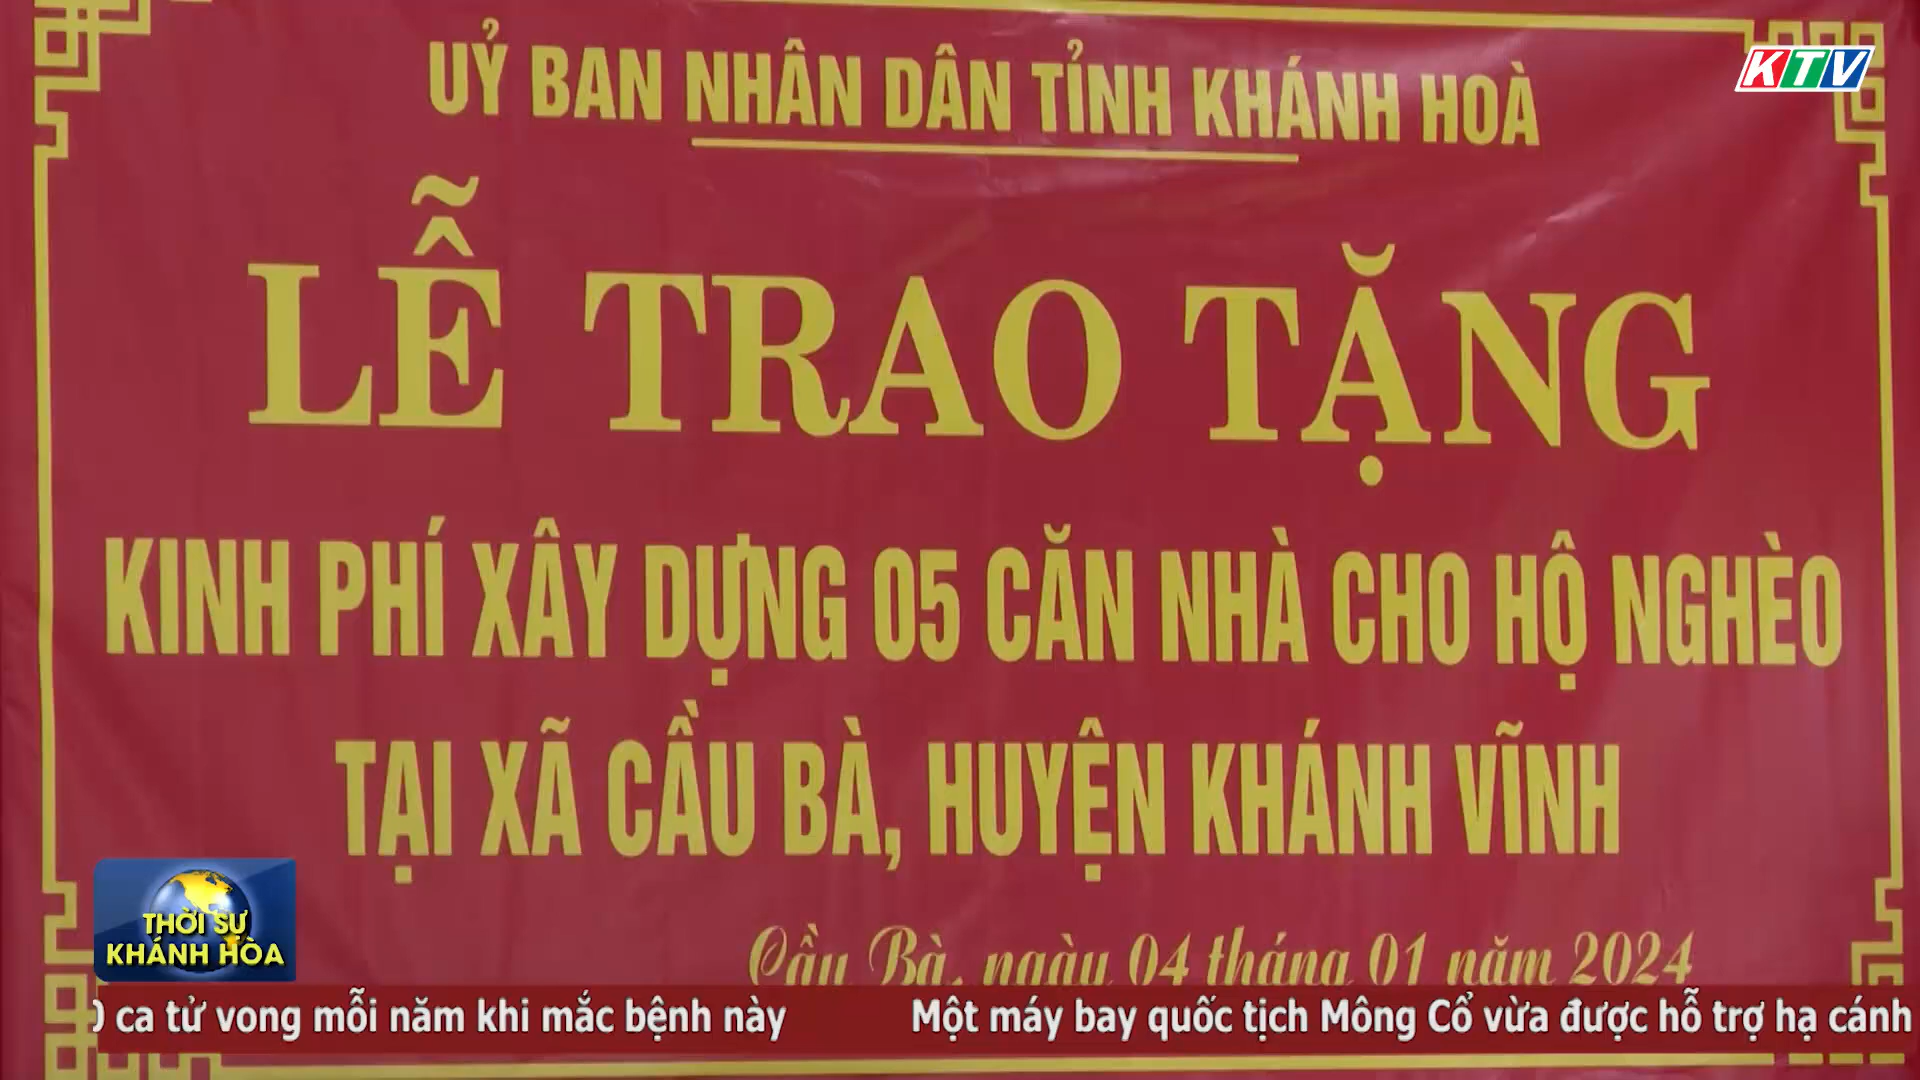 UỶ BAN NHÂN DÂN TỈNH KHÁNH HOÀ
KTV
LỄ TRAO TẶNG
KINH PHÍ XÂY DỰNG 05 CĂN NHÀ CHO HỘ NGHÈO
TẠI XÃ CẦU BÀ, HUYỆN KHÁNH VĨNH
Cầu Bà, ngày 04 tháng 01 năm 2024
THỜI SỰ
KHÁNH HÒA
ca tử vong mỗi năm khi mắc bệnh này Một máy bay quốc tịch Mông Cổ vừa được hỗ trợ hạ cánh